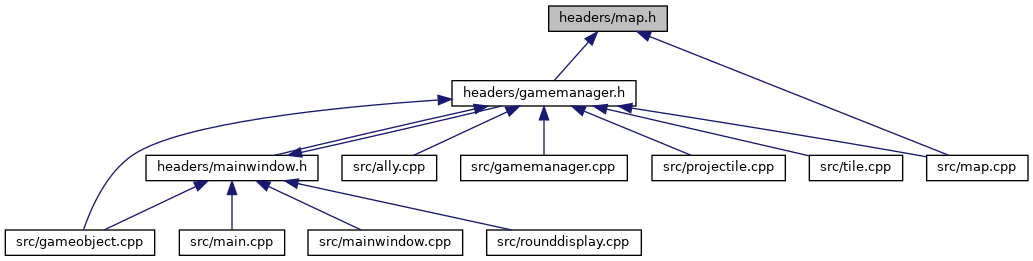 headers/map.h
headers/gamemanager.h
headers/mainwindow.h
src/ally.cpp
src/gamemanager.cpp
src/projectile.cpp
src/tile.cpp
src/map.cpp
src/gameobject.cpp
src/main.cpp
src/mainwindow.cpp
src/rounddisplay.cpp